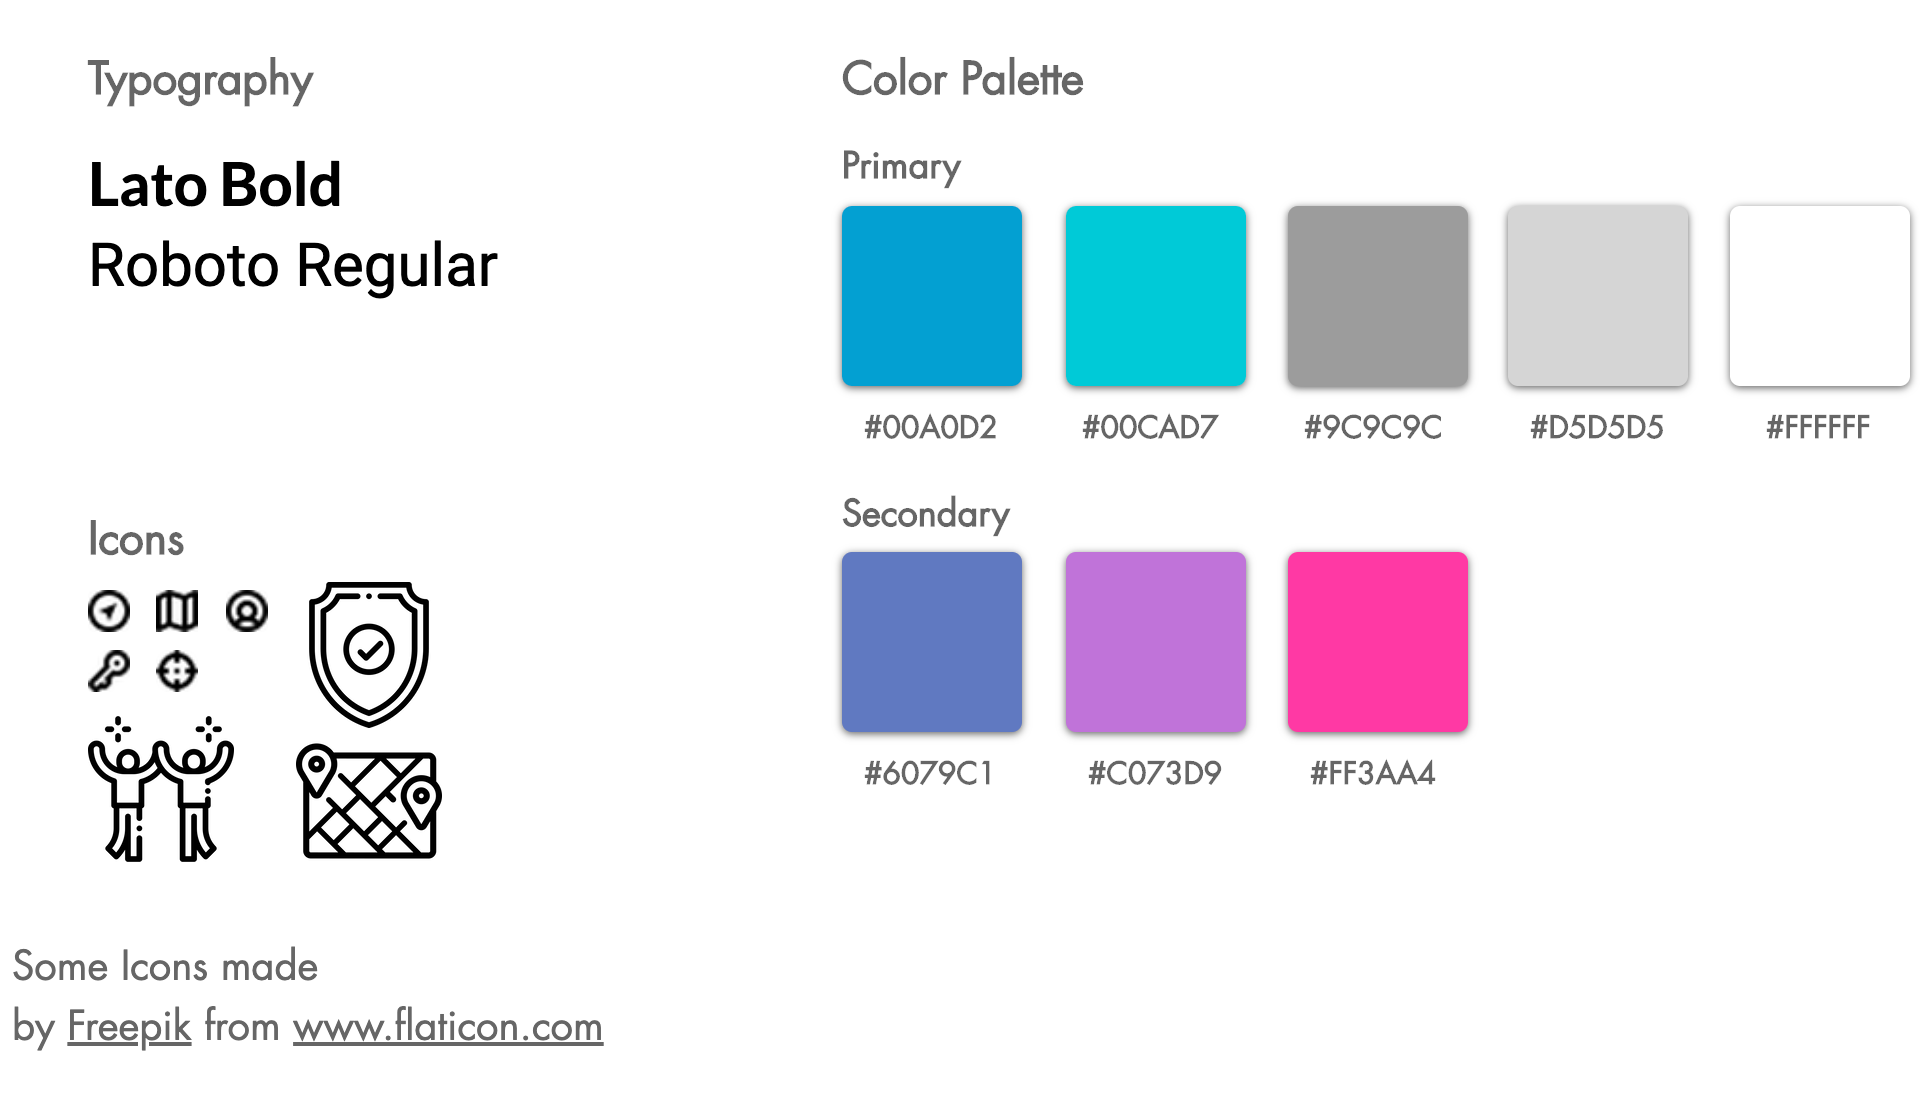 Typography
Lato Bold
Roboto Regular
Icons
Some Icons made
by Freepik from www.flaticon.com
Color Palette
Primary
#00A0D2 #00CAD7 #9C9C9C #D5D5D5 #FFFFFF
Secondary
#6079C1 #C073D9 #FF3AA4